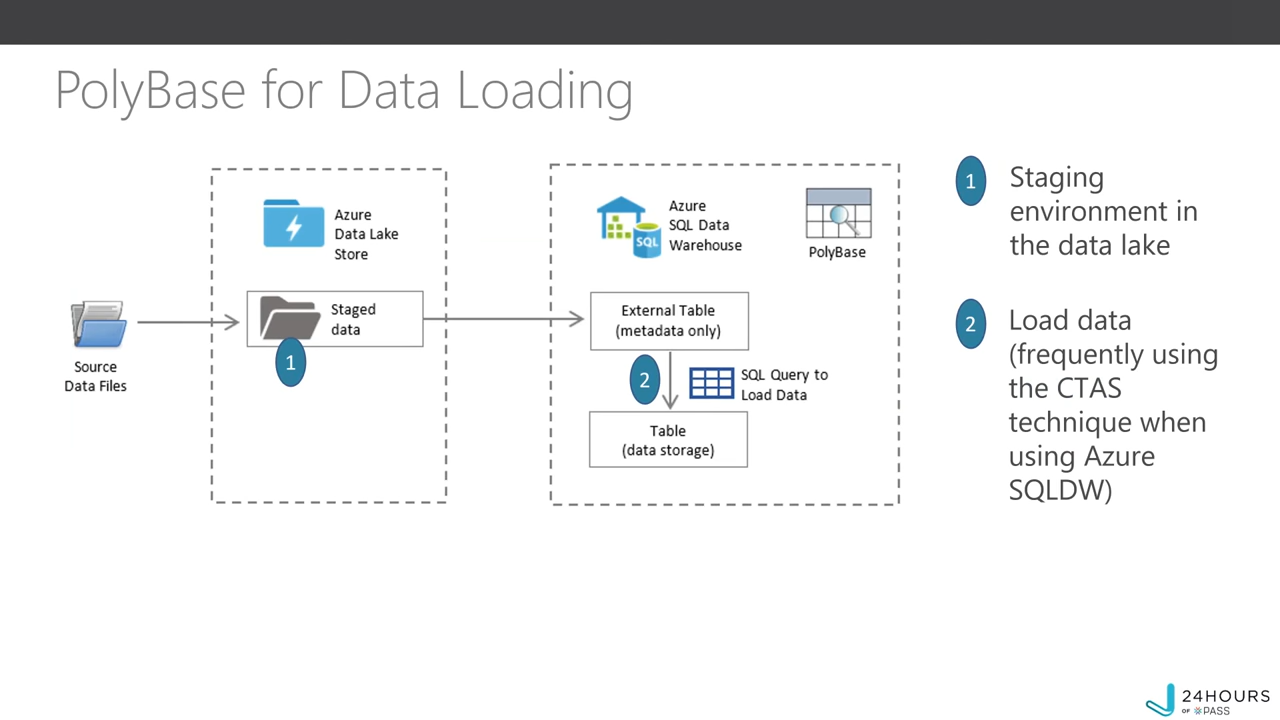 PolyBase for Data Loading
Source
Data Files
Azure
Data Lake
Store
Staged
data
1
Azure
SQL Data
Warehouse
PolyBase
External Table
(metadata only)
2
SQL Query to
Load Data
Table
(data storage)
SQL
1
Staging
environment in
the data lake
2
Load data
(frequently using
the CTAS
technique when
using Azure
SQLDW)
24HOURS
OF PASS